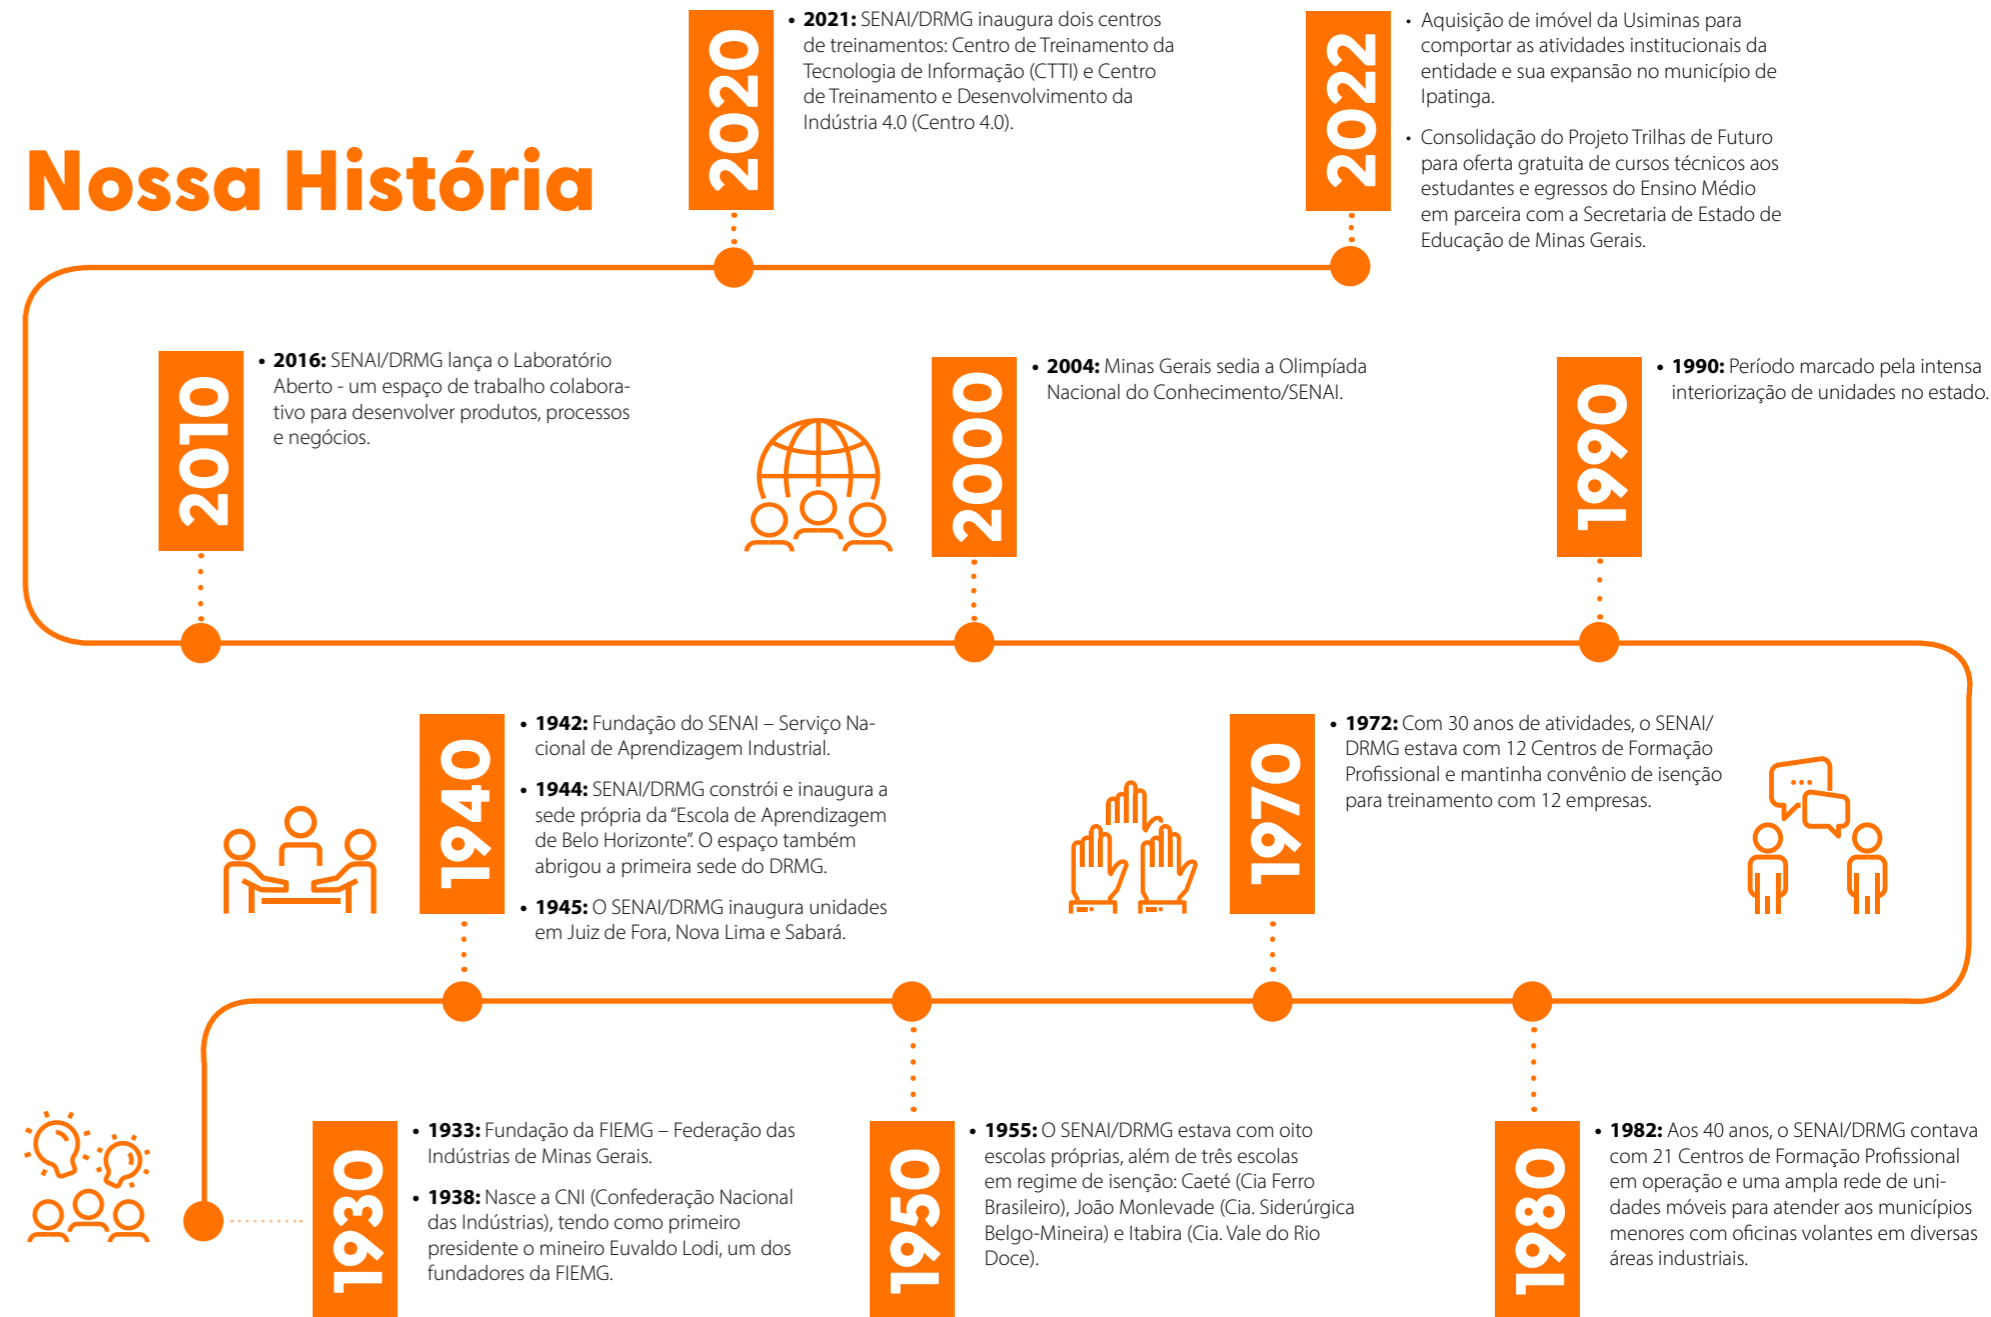 Nossa História
2020
• 2021: SENAI/DRMG inaugura dois centros
de treinamentos: Centro de Treinamento da
Tecnologia de Informação (CTTI) e Centro
de Treinamento e Desenvolvimento da
Indústria 4.0 (Centro 4.0).
2022
• Aquisição de imóvel da Usiminas para
comportar as atividades institucionais da
entidade e sua expansão no município de
Ipatinga.
• Consolidação do Projeto Trilhas de Futuro
para oferta gratuita de cursos técnicos aos
estudantes e egressos do Ensino Médio
em parceira com a Secretaria de Estado de
Educação de Minas Gerais.
2010
• 2016: SENAI/DRMG lança o Laboratório
Aberto - um espaço de trabalho colabora-
tivo para desenvolver produtos, processos
e negócios.
2000
• 2004: Minas Gerais sedia a Olimpíada
Nacional do Conhecimento/SENAI.
1990
• 1990: Período marcado pela intensa
interiorização de unidades no estado.
1940
• 1942: Fundação do SENAI – Serviço Na-
cional de Aprendizagem Industrial.
• 1944: SENAI/DRMG constrói e inaugura a
sede própria da “Escola de Aprendizagem
de Belo Horizonte”. O espaço também
abrigou a primeira sede do DRMG.
• 1945: O SENAI/DRMG inaugura unidades
em Juiz de Fora, Nova Lima e Sabará.
1970
• 1972: Com 30 anos de atividades, o SENAI/
DRMG estava com 12 Centros de Formação
Profissional e mantinha convênio de isenção
para treinamento com 12 empresas.
1930
• 1933: Fundação da FIEMG – Federação das
Indústrias de Minas Gerais.
• 1938: Nasce a CNI (Confederação Nacional
das Indústrias), tendo como primeiro
presidente o mineiro Euvaldo Lodi, um dos
fundadores da FIEMG.
1950
• 1955: O SENAI/DRMG estava com oito
escolas próprias, além de três escolas
em regime de isenção: Caeté (Cia Ferro
Brasileiro), João Monlevade (Cia. Siderúrgica
Belgo-Mineira) e Itabira (Cia. Vale do Rio
Doce).
1980
• 1982: Aos 40 anos, o SENAI/DRMG contava
com 21 Centros de Formação Profissional
em operação e uma ampla rede de uni-
dades móveis para atender aos municípios
menores com oficinas volantes em diversas
áreas industriais.